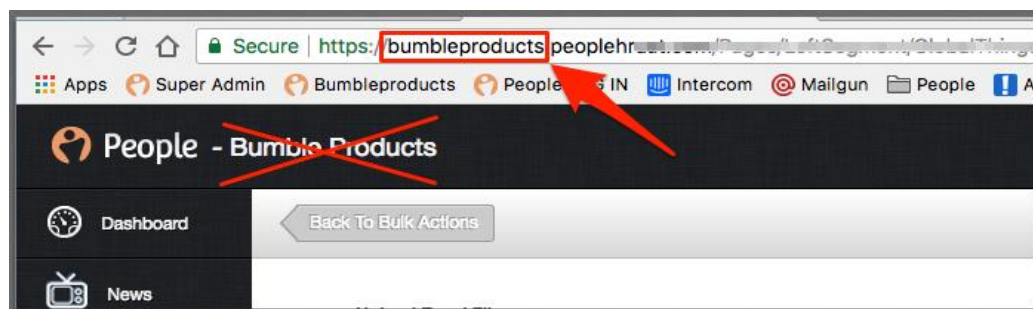 Secure | https://bumbleproducts.peoplehr
Apps Super Admin Bumbleproducts People IN Intercom Mailgun People A
People - Bumble Products
Dashboard
Back To Bulk Actions
News